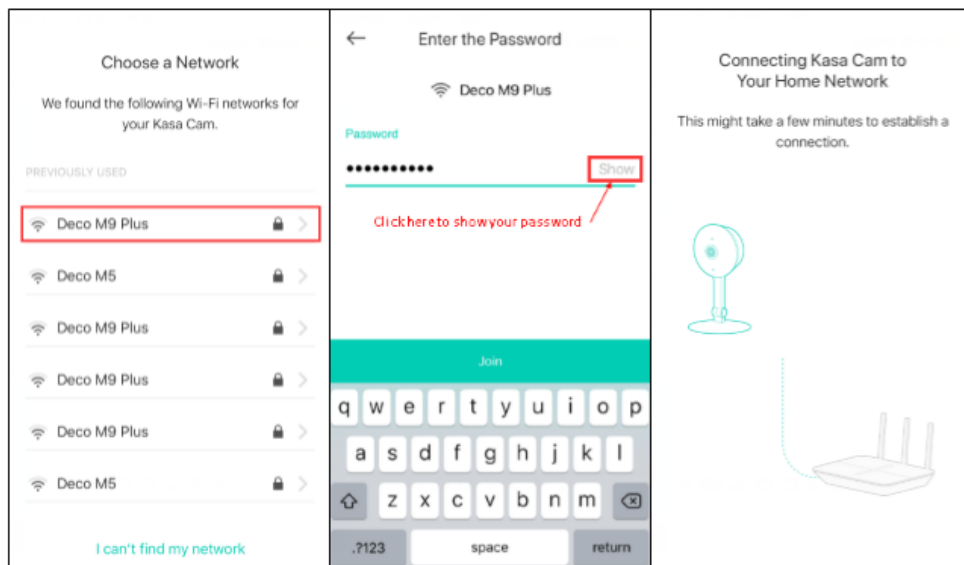 Choose a Network
We found the following Wi-Fi networks for
your Kasa Cam.
PREVIOUSLY USED
Deco M9 Plus
Deco M5
Deco M9 Plus
Deco M9 Plus
Deco M9 Plus
Deco M5
I can't find my network
Enter the Password
Deco M9 Plus
Password
••••••••••
Show
Click here to show your password
Join
q w e r t y u i o p
a s d f g h j k l
z x c v b n m
.?123 space return
Connecting Kasa Cam to
Your Home Network
This might take a few minutes to establish a
connection.